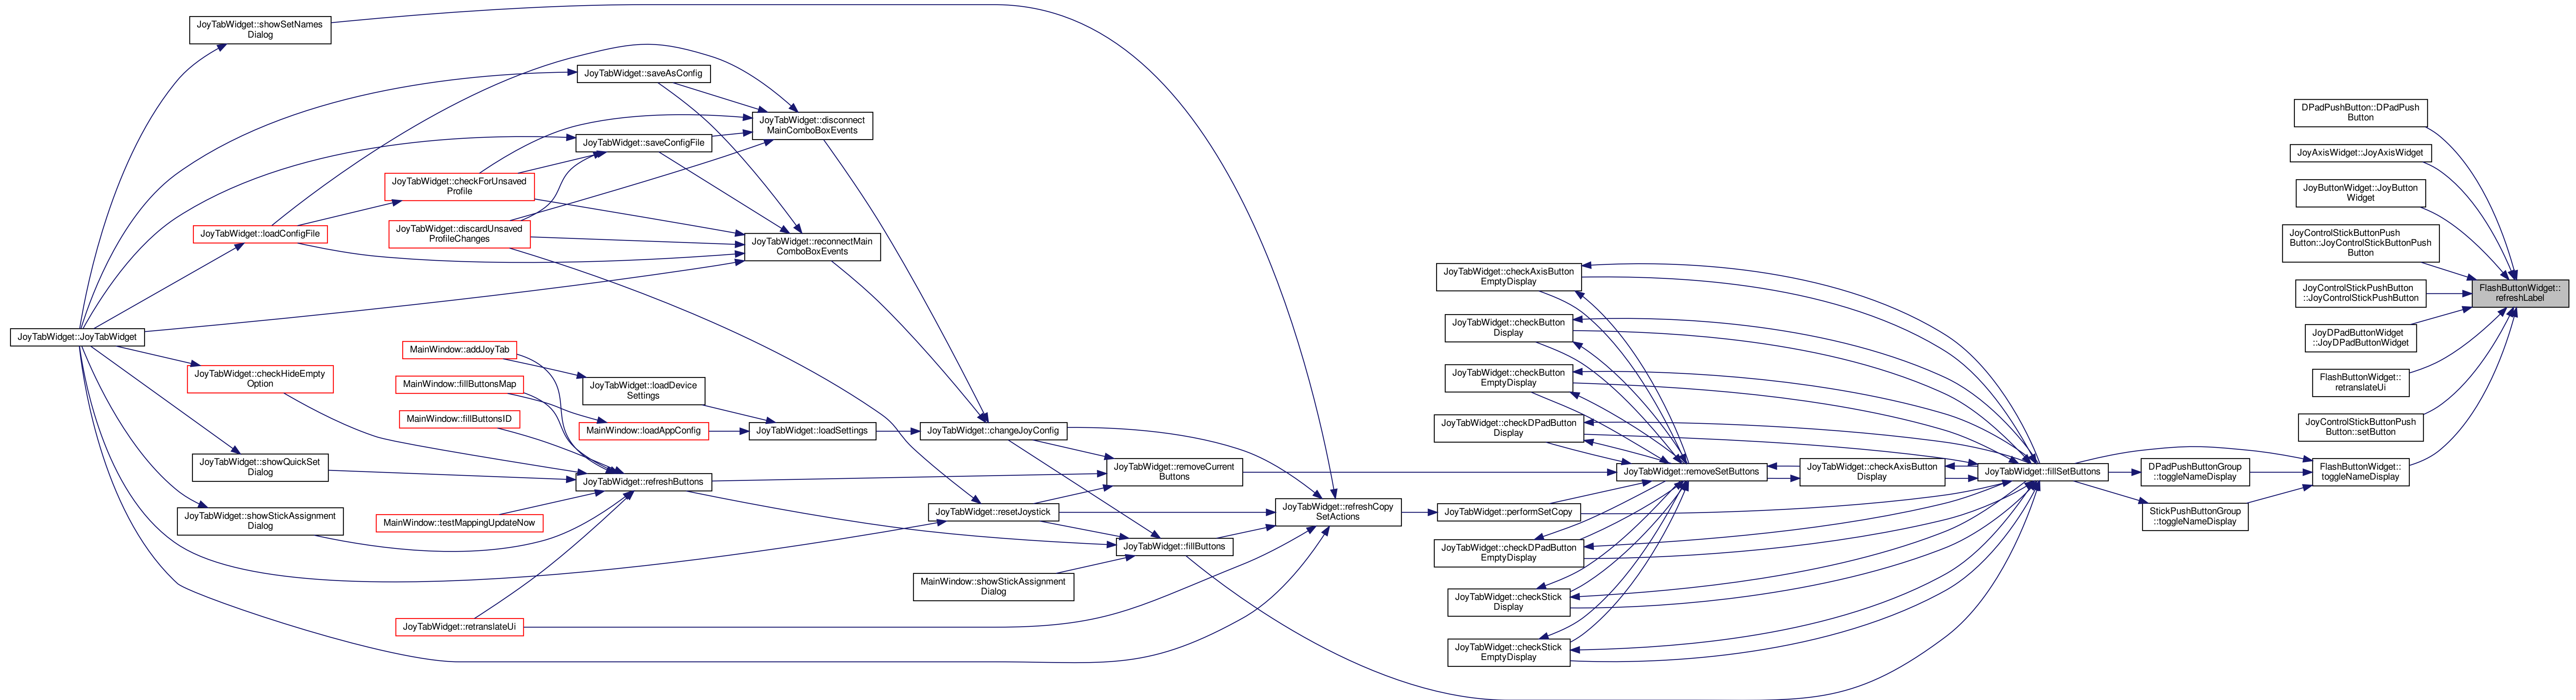 JoyTabWidget::showSetNames
Dialog
JoyTabWidget::saveAsConfig
JoyTabWidget::disconnect
MainComboBoxEvents
JoyTabWidget::saveConfigFile
JoyTabWidget::checkForUnsaved
Profile
JoyTabWidget::discardUnsaved
ProfileChanges
JoyTabWidget::loadConfigFile
JoyTabWidget::reconnectMain
ComboBoxEvents
JoyTabWidget::JoyTabWidget
JoyTabWidget::checkHideEmpty
Option
MainWindow::addJoyTab
MainWindow::fillButtonsMap
JoyTabWidget::loadDevice
Settings
MainWindow::fillButtonsID
MainWindow::loadAppConfig
JoyTabWidget::loadSettings
JoyTabWidget::changeJoyConfig
JoyTabWidget::showQuickSet
Dialog
JoyTabWidget::refreshButtons
JoyTabWidget::removeCurrent
Buttons
JoyTabWidget::showStickAssignment
Dialog
MainWindow::testMappingUpdateNow
JoyTabWidget::resetJoystick
JoyTabWidget::refreshCopy
SetActions
JoyTabWidget::fillButtons
MainWindow::showStickAssignment
Dialog
JoyTabWidget::retranslateUi
JoyTabWidget::checkAxisButton
EmptyDisplay
JoyTabWidget::checkButton
Display
JoyTabWidget::checkButton
EmptyDisplay
JoyTabWidget::checkDPadButton
Display
JoyTabWidget::removeSetButtons
JoyTabWidget::checkAxisButton
Display
JoyTabWidget::fillSetButtons
JoyTabWidget::performSetCopy
JoyTabWidget::checkDPadButton
EmptyDisplay
JoyTabWidget::checkStick
Display
JoyTabWidget::checkStick
EmptyDisplay
DPadPushButton::DPadPush
Button
JoyAxisWidget::JoyAxisWidget
JoyButtonWidget::JoyButton
Widget
JoyControlStickButtonPush
Button::JoyControlStickButtonPush
Button
JoyControlStickPushButton
::JoyControlStickPushButton
FlashButtonWidget::
refreshLabel
JoyDPadButtonWidget
::JoyDPadButtonWidget
FlashButtonWidget::
retranslateUi
JoyControlStickButtonPush
Button::setButton
DPadPushButtonGroup
::toggleNameDisplay
FlashButtonWidget::
toggleNameDisplay
StickPushButtonGroup
::toggleNameDisplay